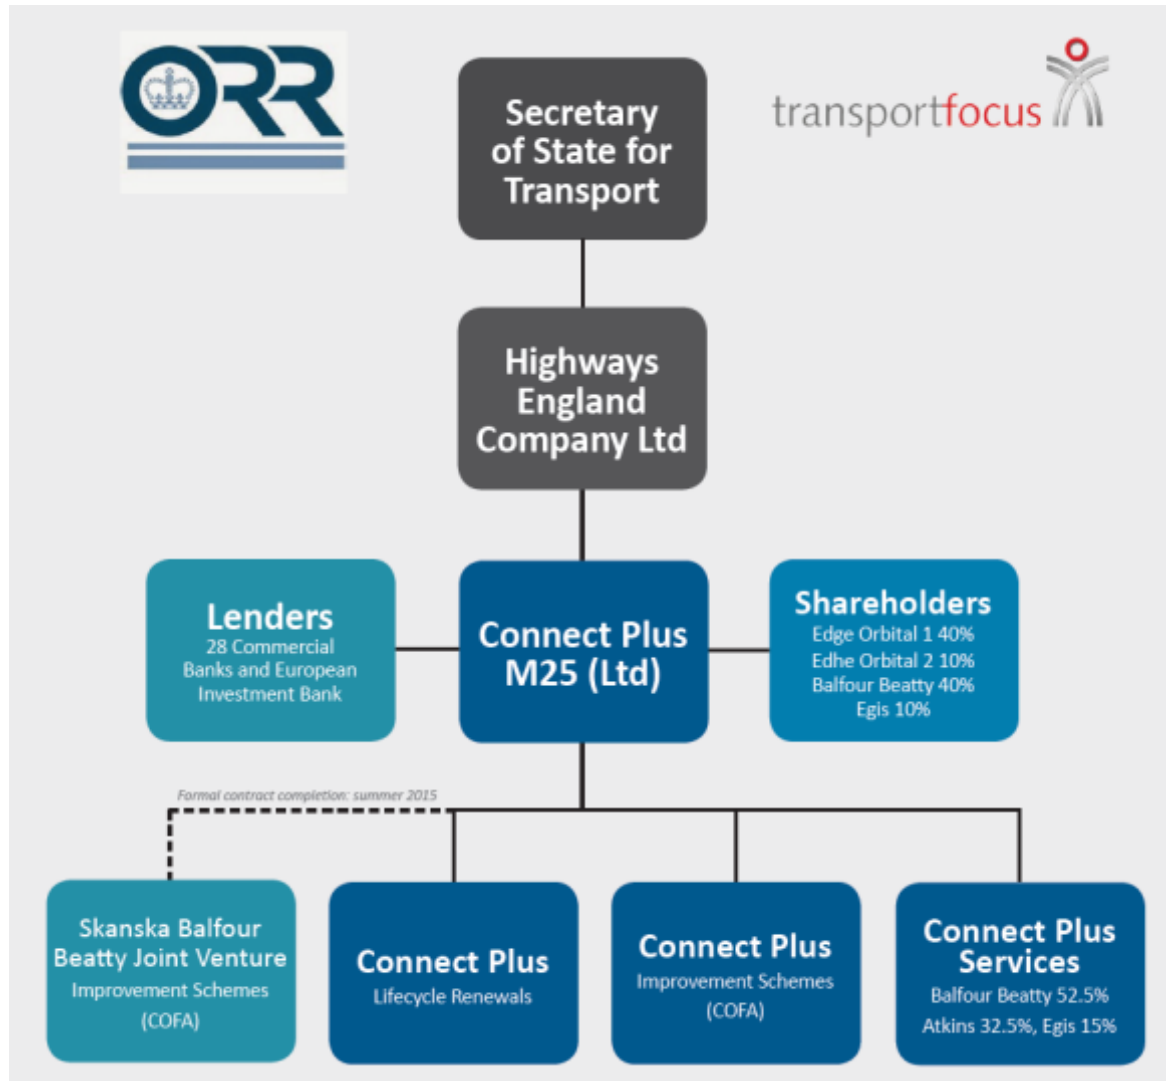 ORR
transportfocus
Secretary
of State for
Transport
Highways
England
Company Ltd
Lenders
28 Commercial
Banks and European
Investment Bank
Connect Plus
M25 (Ltd)
Shareholders
Edge Orbital 1 40%
Edhe Orbital 2 10%
Balfour Beatty 40%
Egis 10%
Formal contract completion: summer 2015
Skanska Balfour
Beatty Joint Venture
Improvement Schemes
(COFA)
Connect Plus
Lifecycle Renewals
Connect Plus
Improvement Schemes
(COFA)
Connect Plus
Services
Balfour Beatty 52.5%
Atkins 32.5%, Egis 15%